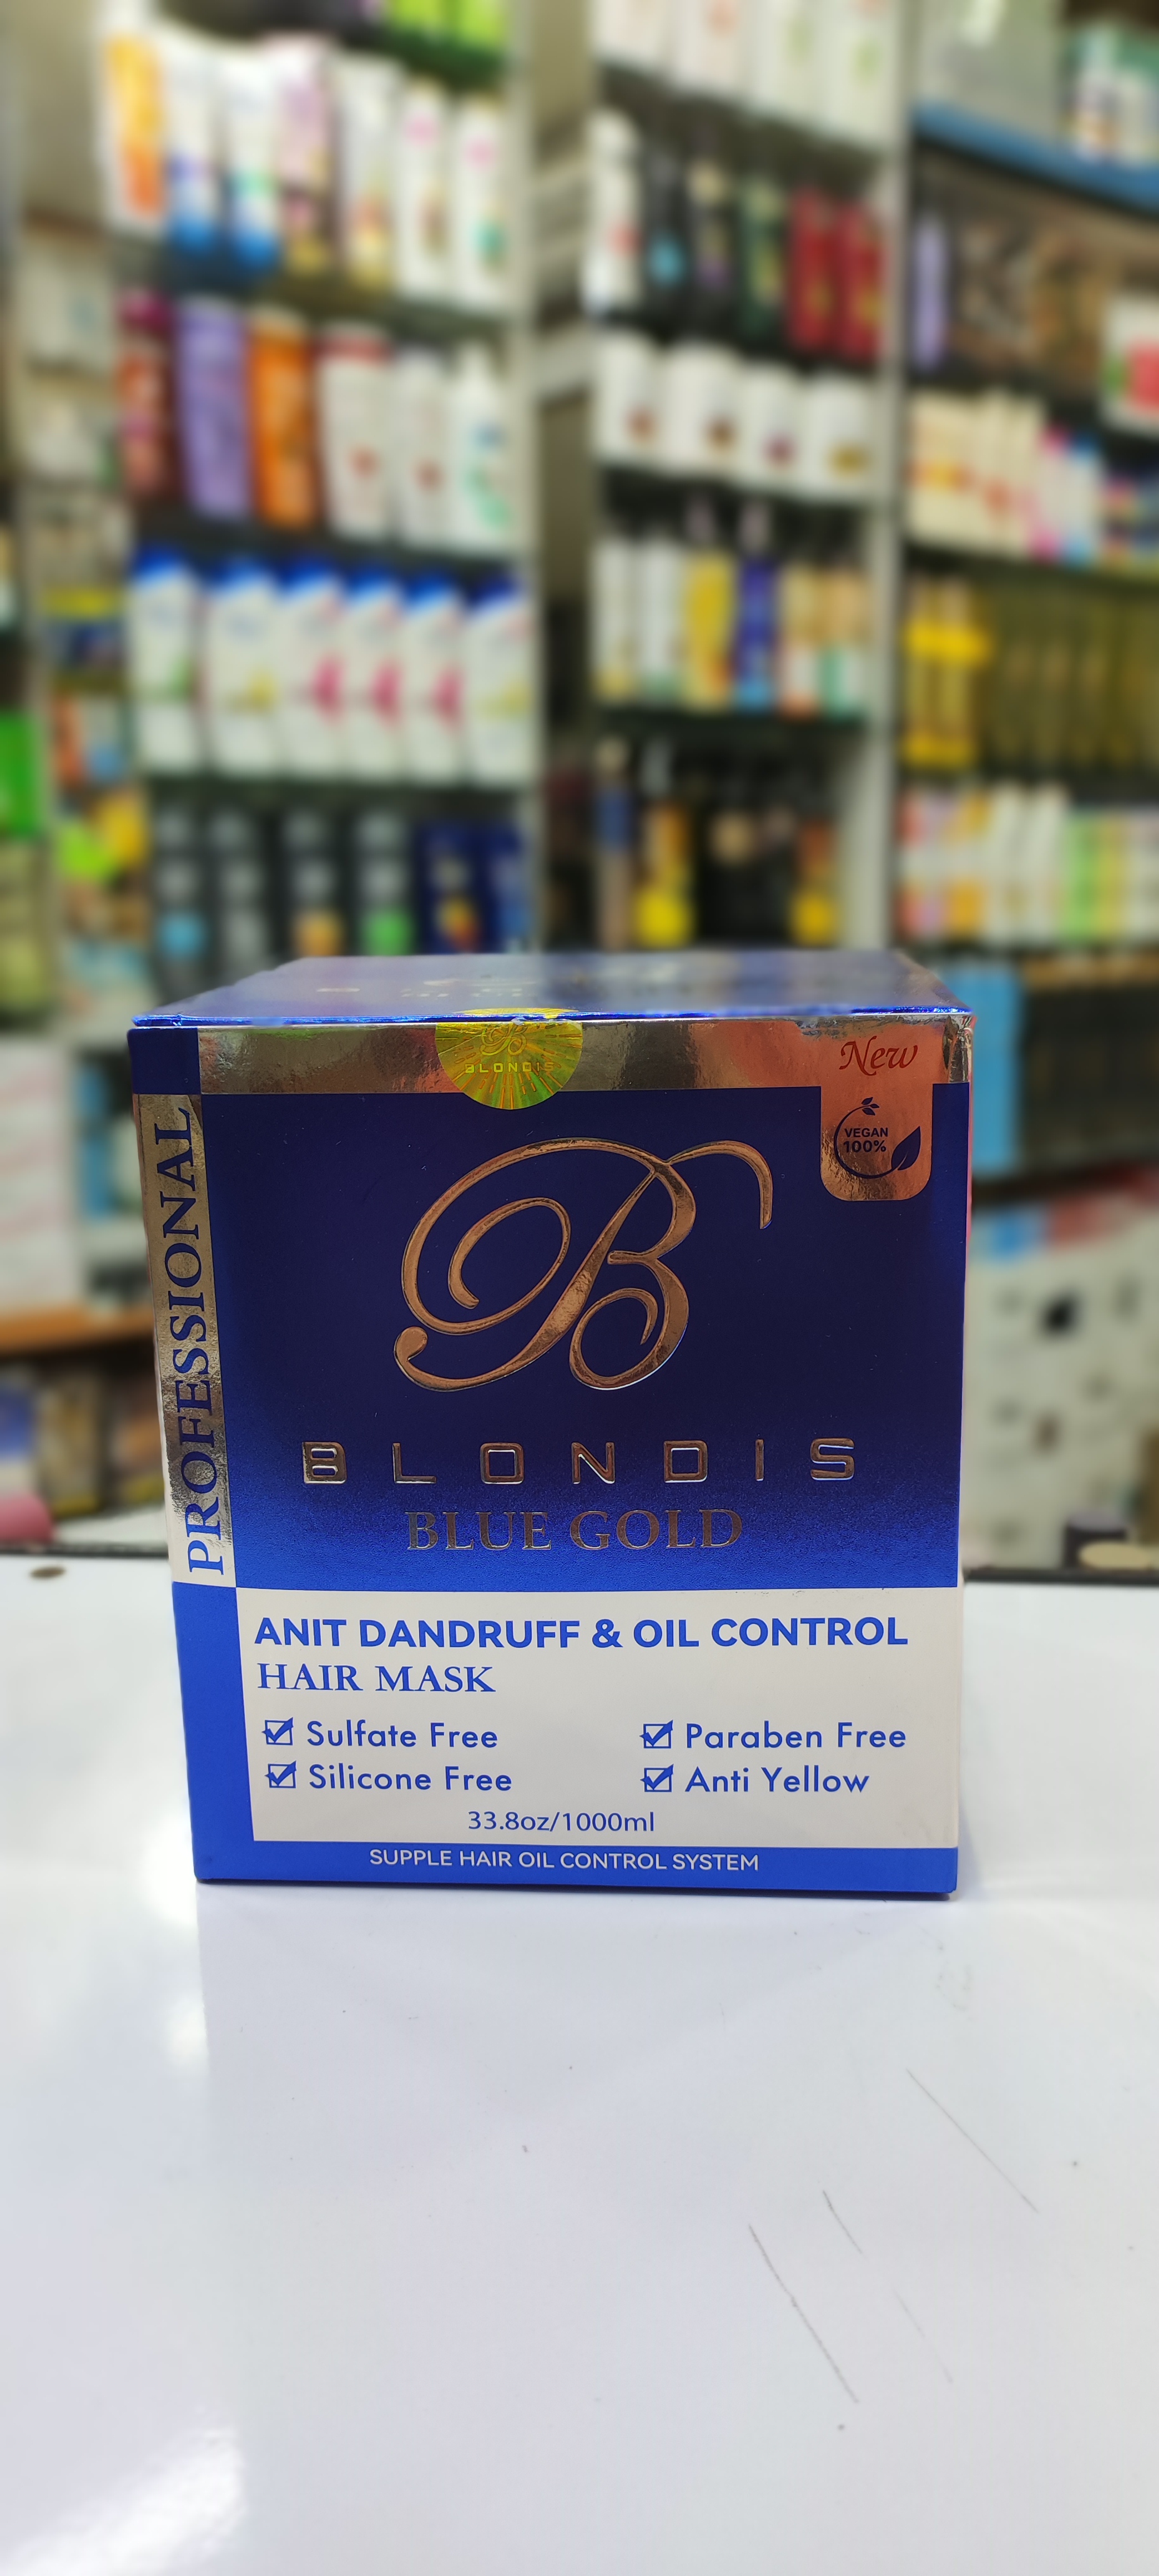 BLONDIS
New
VEGAN
100%
PROFESSIONAL
B
BLONDIS
BLUE GOLD
ANIT DANDRUFF & OIL CONTROL
HAIR MASK
Sulfate Free
Paraben Free
Silicone Free
Anti Yellow
33.8oz/1000ml
SUPPLE HAIR OIL CONTROL SYSTEM